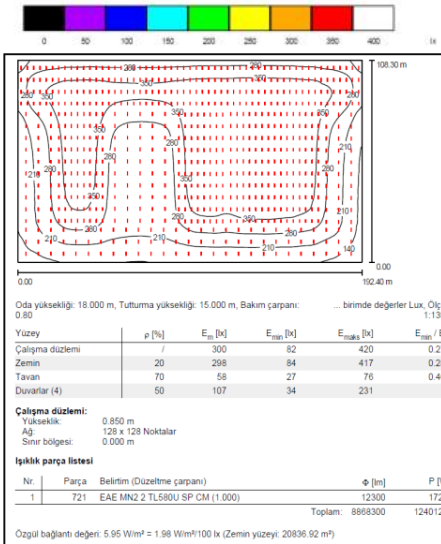 0 50 100 150 200 250 300 350 400 lx
108.30 m
280 280 280
350 350 350
350 350
210 280 280 350 280 210
350 280 210
210 210 140
0.00
0.00 192.40 m
Oda yüksekliği: 18.000 m, Tutturma yüksekliği: 15.000 m, Bakım çarpanı: ... birimde değerler Lux, Ölç
0.80 1:13
Yüzey ρ [%] Em [lx] Emin [lx] Emaks [lx] Emin / E
Çalışma düzlemi / 300 82 420 0.2
Zemin 20 298 84 417 0.2
Tavan 70 58 27 76 0.4
Duvarlar (4) 50 107 34 231
Çalışma düzlemi:
Yükseklik: 0.850 m
Ağ: 128 x 128 Noktalar
Sınır bölgesi: 0.000 m
Işıklık parça listesi
Nr. Parça Belirtim (Düzeltme çarpanı) Φ [lm] P [
1 721 EAE MN2 2 TL580U SP CM (1.000) 12300 172
Toplam: 8868300 124012
Özgül bağlantı değeri: 5.95 W/m² = 1.98 W/m²/100 lx (Zemin yüzeyi: 20836.92 m²)